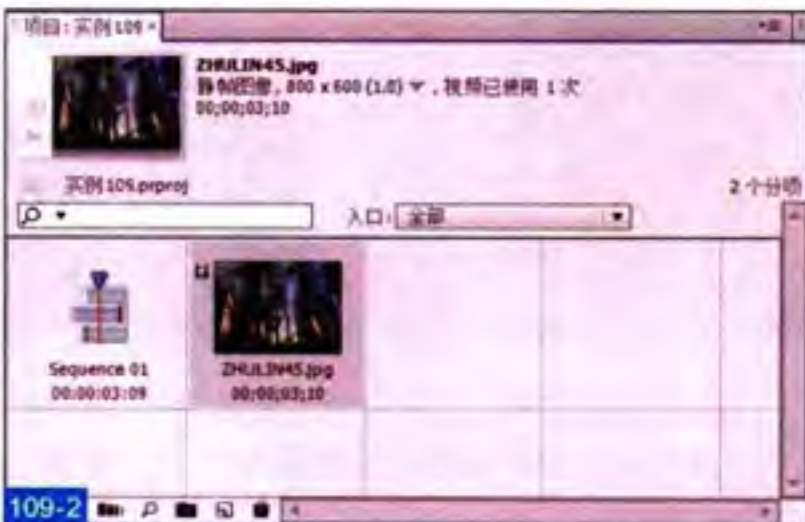 项目:实例109
ZHULIN45.jpg
静帧图像, 800 x 600 (1.0) ▼ , 视频已使用 1 次
00;00;03;10
实例109.prproj
2 个分项
入口: 全部
Sequence 01
00:00:03:09
ZHULIN45.jpg
00;00;03;10
109-2